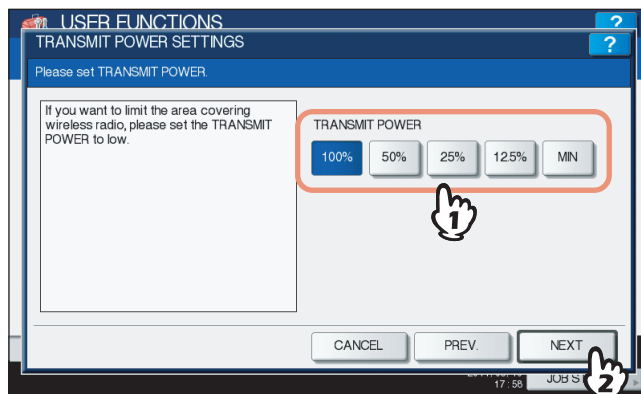 USER FUNCTIONS
?
TRANSMIT POWER SETTINGS
?
Please set TRANSMIT POWER.
If you want to limit the area covering
wireless radio, please set the TRANSMIT
POWER to low.
TRANSMIT POWER
100% 50% 25% 12.5% MIN
1
CANCEL PREV. NEXT
2
17:58 JOB S